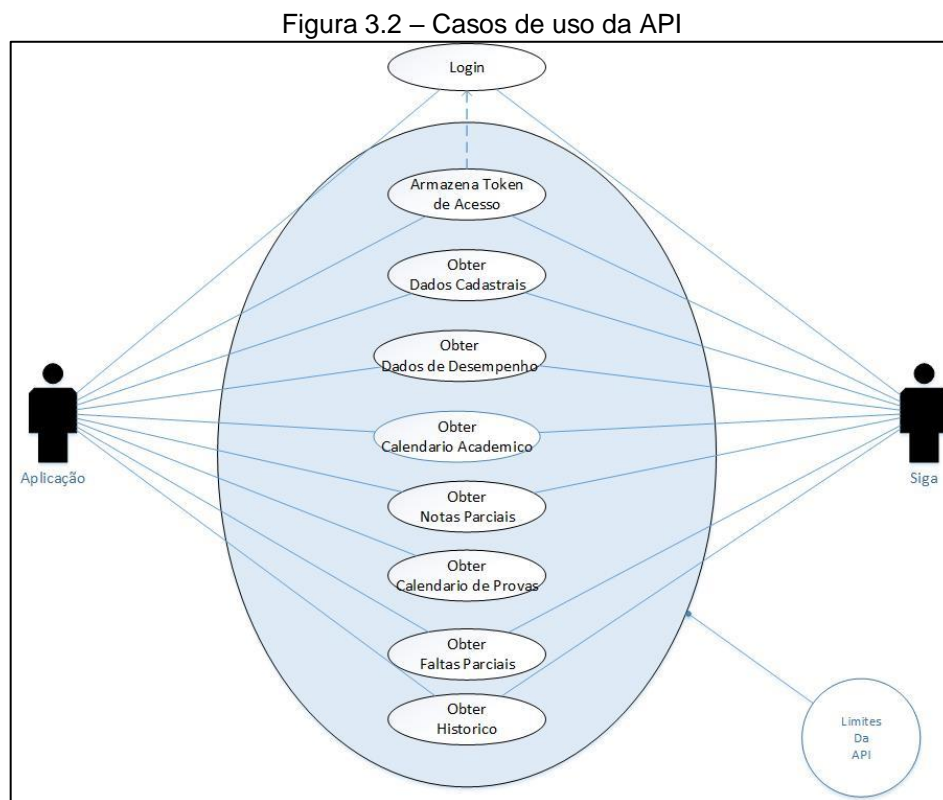 Figura 3.2 – Casos de uso da API
Login
Armazena Token
de Acesso
Obter
Dados Cadastrais
Obter
Dados de Desempenho
Obter
Calendario Academico
Aplicação
Siga
Obter
Notas Parciais
Obter
Calendario de Provas
Obter
Faltas Parciais
Obter
Historico
Limites
Da
API